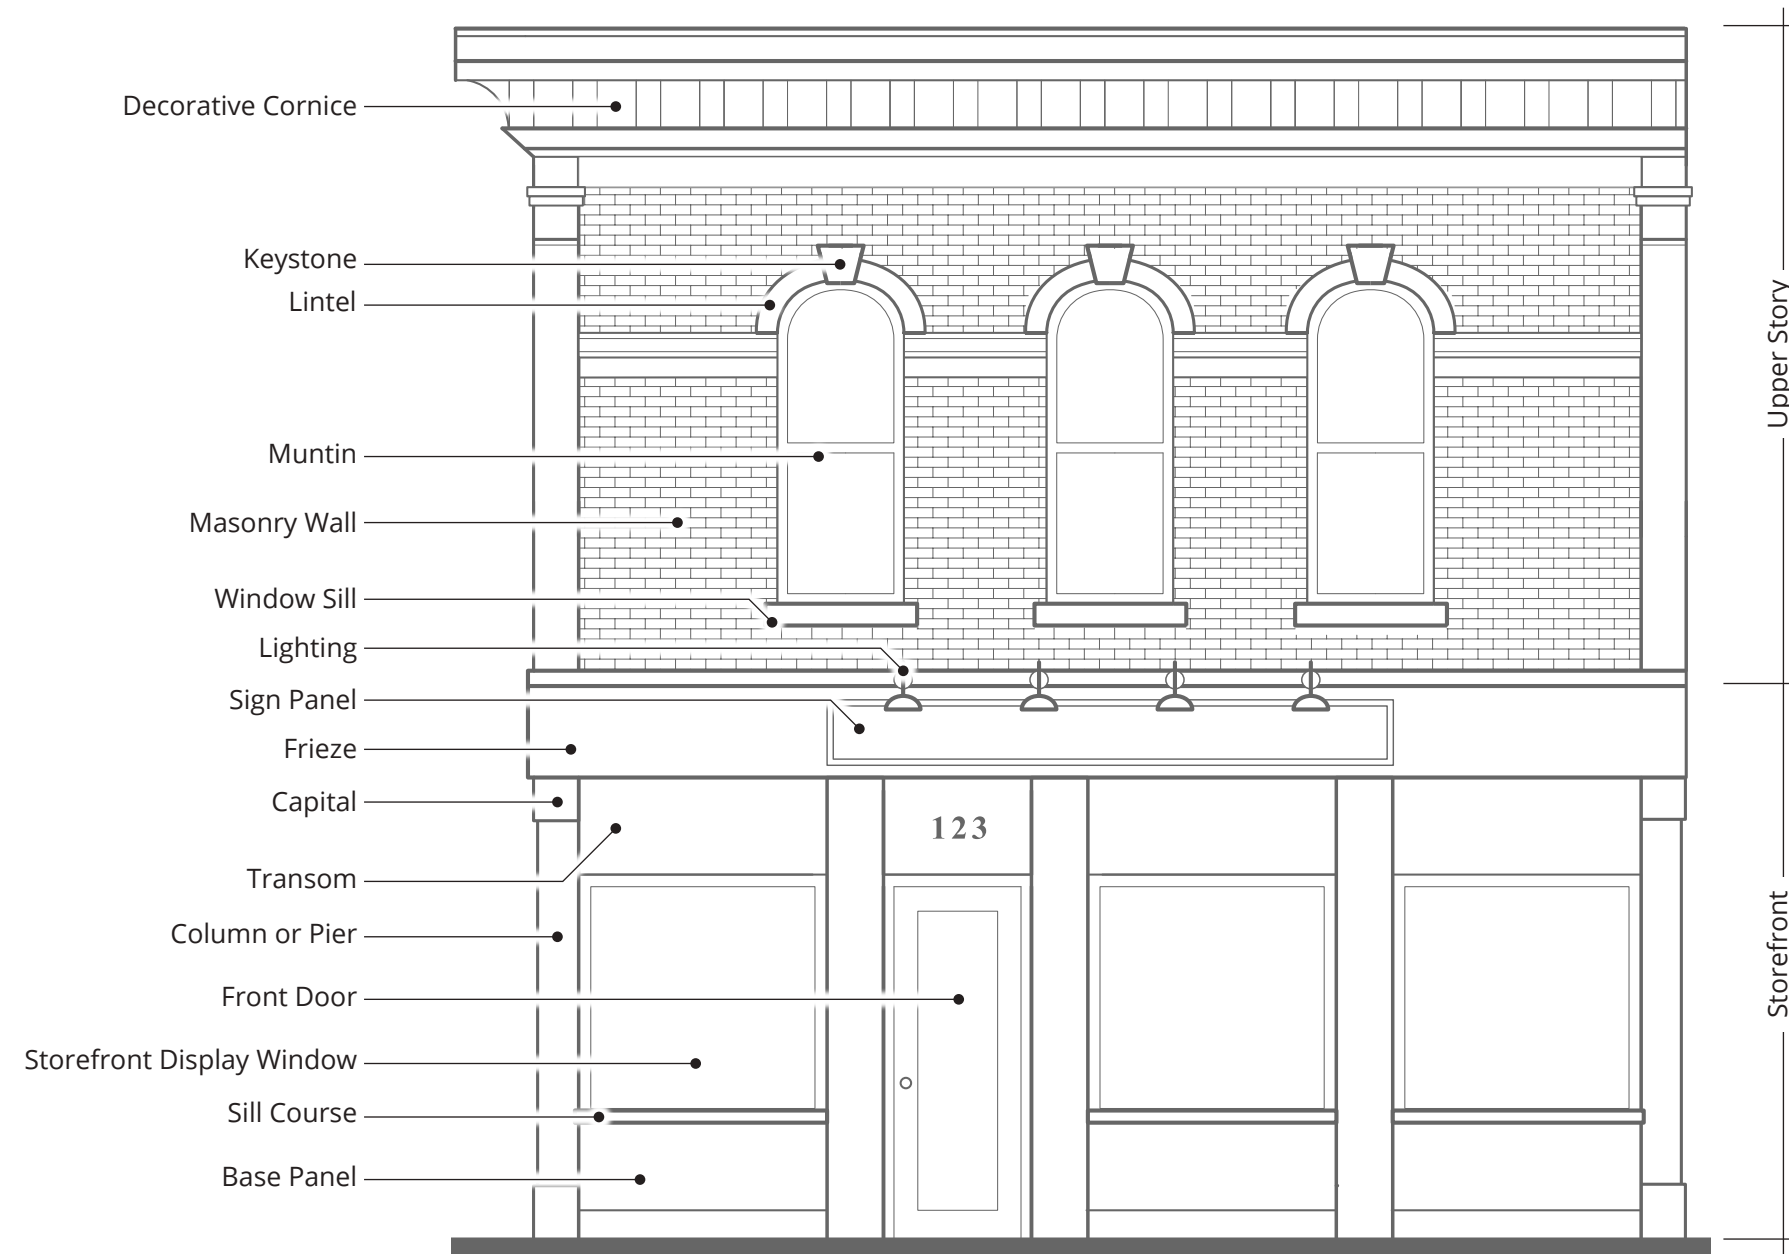 Decorative Cornice
Keystone
Lintel
Muntin
Masonry Wall
Window Sill
Lighting
Sign Panel
Frieze
Capital
Transom
Column or Pier
Front Door
Storefront Display Window
Sill Course
Base Panel
123
Upper Story
Storefront